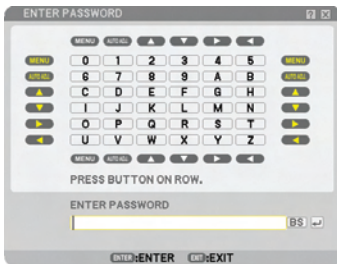 ENTER PASSWORD
MENU AUTO ADJ.
MENU 0 1 2 3 4 5 MENU
AUTO ADJ. 6 7 8 9 A B AUTO ADJ.
C D E F G H
I J K L M N
O P Q R S T
U V W X Y Z
MENU AUTO ADJ.
PRESS BUTTON ON ROW.
ENTER PASSWORD
BS
ENTER :ENTER EXIT :EXIT